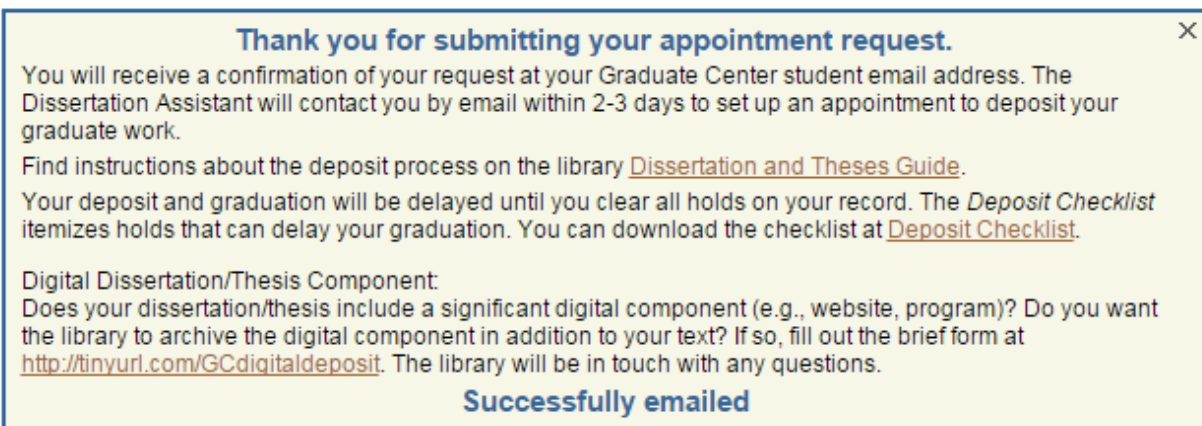 Thank you for submitting your appointment request.
You will receive a confirmation of your request at your Graduate Center student email address. The
Dissertation Assistant will contact you by email within 2-3 days to set up an appointment to deposit your
graduate work.
Find instructions about the deposit process on the library Dissertation and Theses Guide.
Your deposit and graduation will be delayed until you clear all holds on your record. The Deposit Checklist
itemizes holds that can delay your graduation. You can download the checklist at Deposit Checklist.
Digital Dissertation/Thesis Component:
Does your dissertation/thesis include a significant digital component (e.g., website, program)? Do you want
the library to archive the digital component in addition to your text? If so, fill out the brief form at
http://tinyurl.com/GCdigitaldeposit. The library will be in touch with any questions.
Successfully emailed